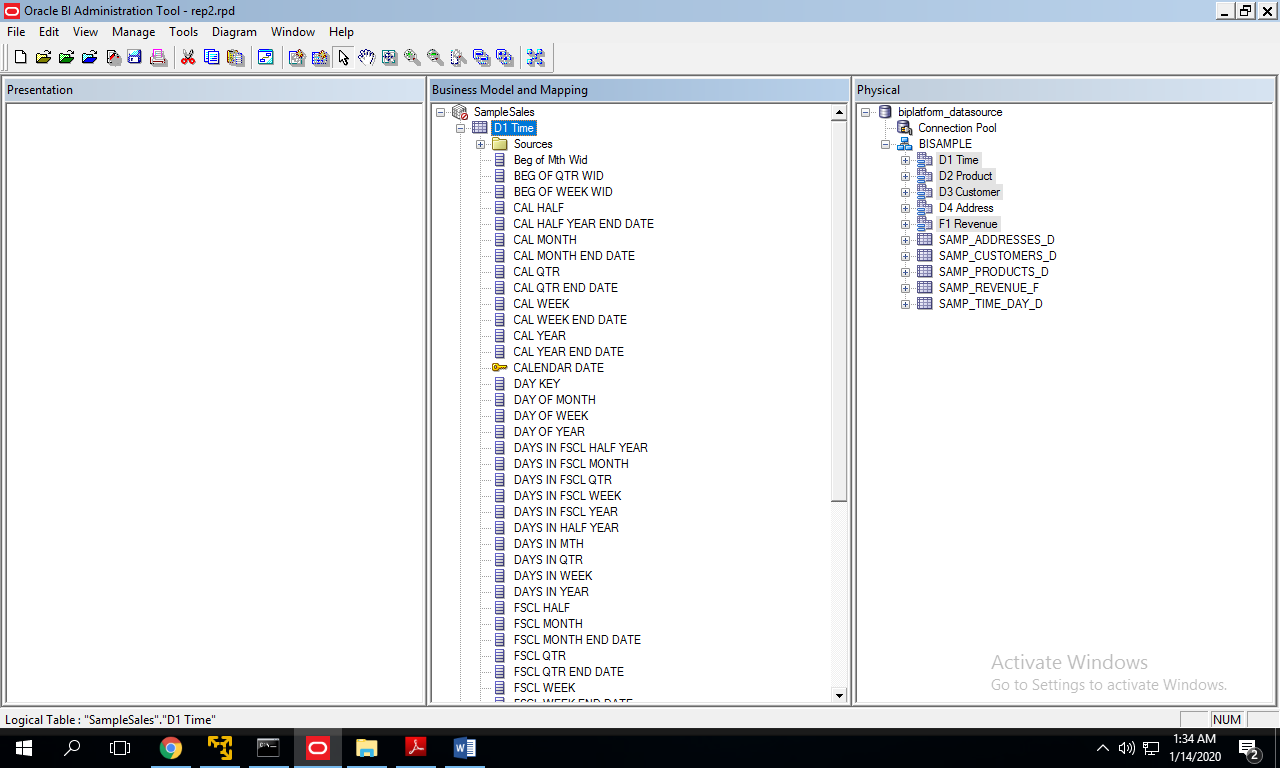 Oracle BI Administration Tool - rep2.rpd
File Edit View Manage Tools Diagram Window Help
Presentation
Business Model and Mapping
SampleSales
D1 Time
Sources
Beg of Mth Wid
BEG OF QTR WID
BEG OF WEEK WID
CAL HALF
CAL HALF YEAR END DATE
CAL MONTH
CAL MONTH END DATE
CAL QTR
CAL QTR END DATE
CAL WEEK
CAL WEEK END DATE
CAL YEAR
CAL YEAR END DATE
CALENDAR DATE
DAY KEY
DAY OF MONTH
DAY OF WEEK
DAY OF YEAR
DAYS IN FSCL HALF YEAR
DAYS IN FSCL MONTH
DAYS IN FSCL QTR
DAYS IN FSCL WEEK
DAYS IN FSCL YEAR
DAYS IN HALF YEAR
DAYS IN MTH
DAYS IN QTR
DAYS IN WEEK
DAYS IN YEAR
FSCL HALF
FSCL MONTH
FSCL MONTH END DATE
FSCL QTR
FSCL QTR END DATE
FSCL WEEK
FSCL WEEK END DATE
Physical
biplatform_datasource
Connection Pool
BISAMPLE
D1 Time
D2 Product
D3 Customer
D4 Address
F1 Revenue
SAMP_ADDRESSES_D
SAMP_CUSTOMERS_D
SAMP_PRODUCTS_D
SAMP_REVENUE_F
SAMP_TIME_DAY_D
Activate Windows
Go to Settings to activate Windows.
Logical Table : "SampleSales"."D1 Time"
NUM
1:34 AM
1/14/2020
2